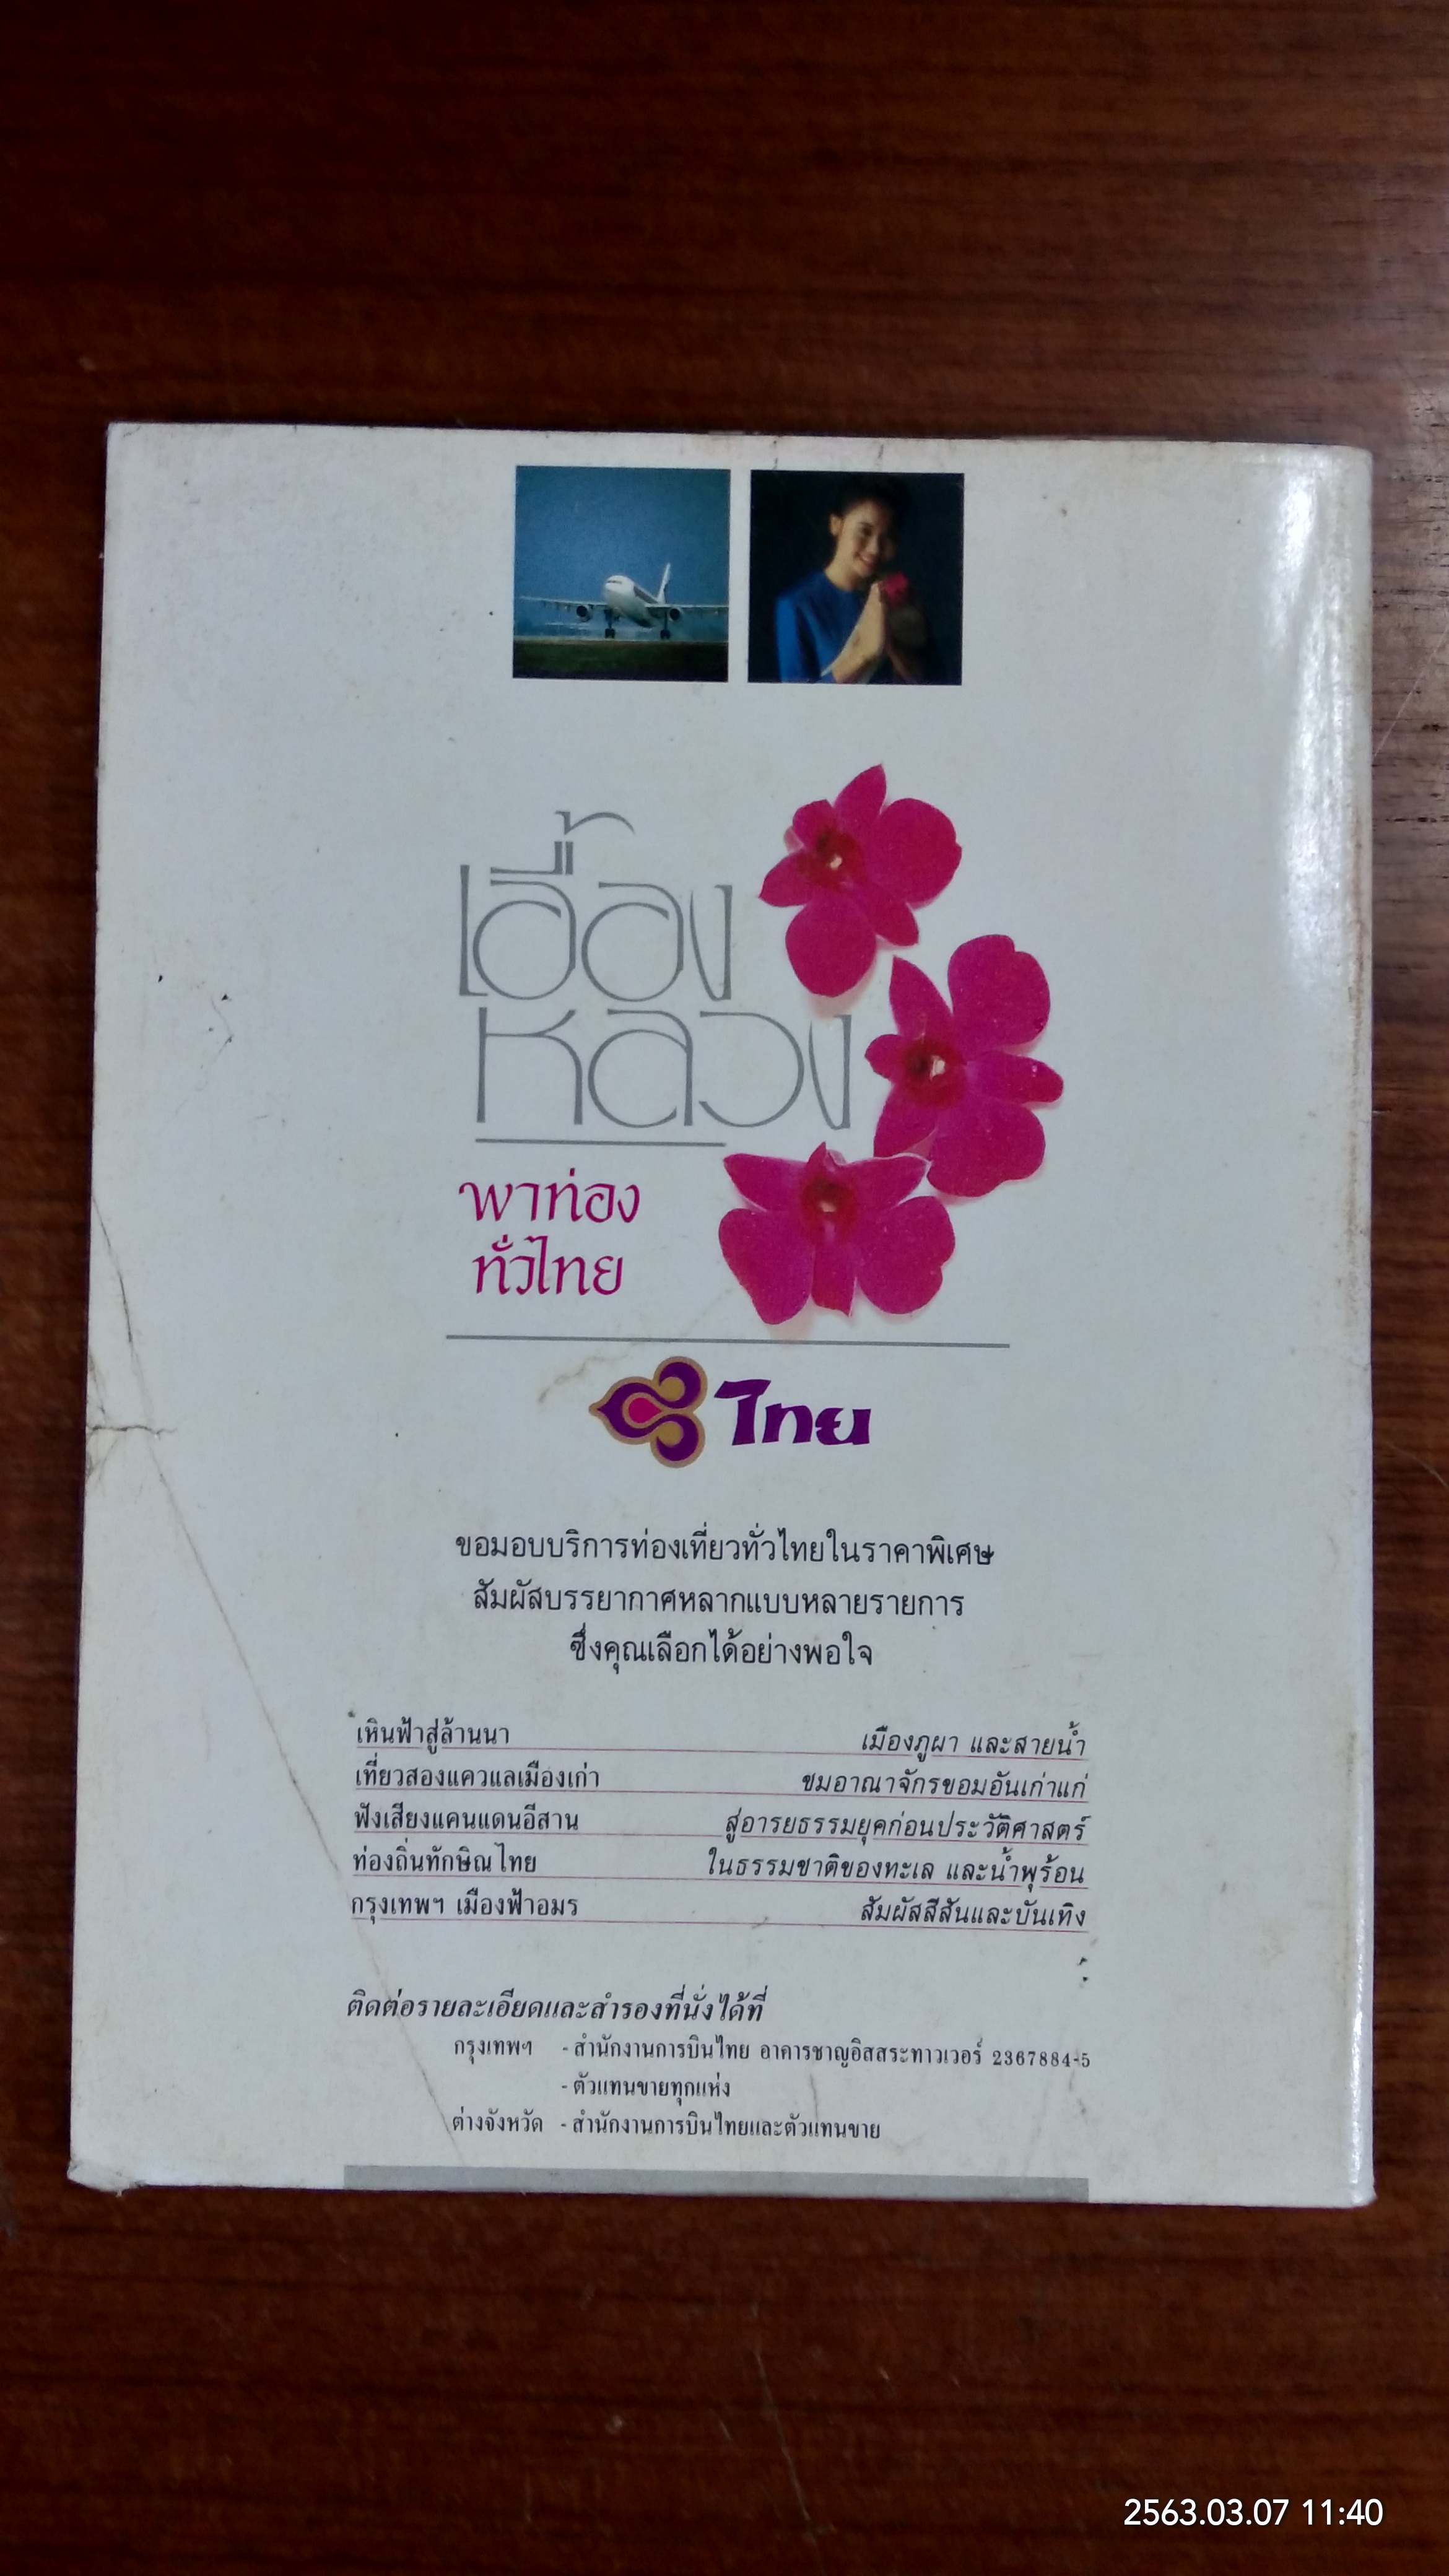 เอื้อง
หลวง
พาท่อง
ทั่วไทย
ไทย
ขอมอบบริการท่องเที่ยวทั่วไทยในราคาพิเศษ
สัมผัสบรรยากาศหลากแบบหลายรายการ
ซึ่งคุณเลือกได้อย่างพอใจ
เหินฟ้าสู่ล้านนา เมืองภูผา และสายน้ำ
เที่ยวสองแควแลเมืองเก่า ชมอาณาจักรขอมอันเก่าแก่
ฟังเสียงแคนแดนอีสาน สู่อารยธรรมยุคก่อนประวัติศาสตร์
ท่องถิ่นทักษิณไทย ในธรรมชาติของทะเล และน้ำพุร้อน
กรุงเทพฯ เมืองฟ้าอมร สัมผัสสีสันและบันเทิง
ติดต่อรายละเอียดและสำรองที่นั่งได้ที่
กรุงเทพฯ - สำนักงานการบินไทย อาคารชาญอิสสระทาวเวอร์ 2367884-5
- ตัวแทนขายทุกแห่ง
ต่างจังหวัด - สำนักงานการบินไทยและตัวแทนขาย
2563.03.07 11:40